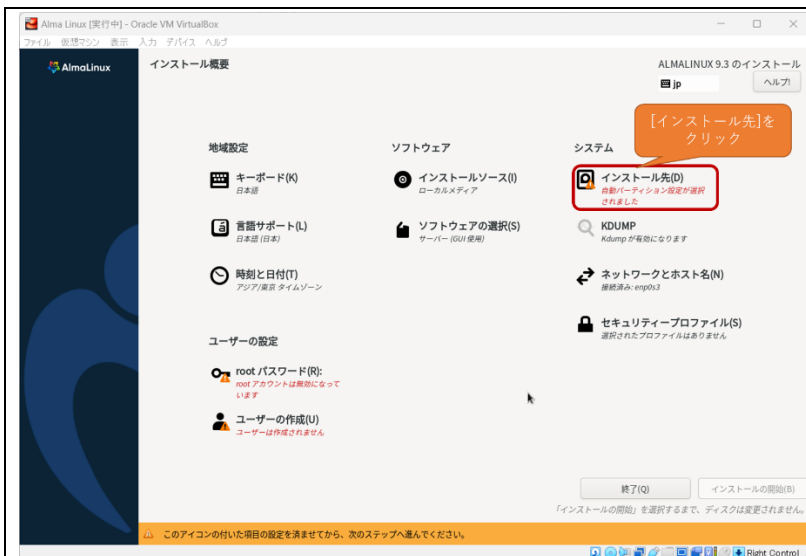 Alma Linux [実行中] - Oracle VM VirtualBox
ファイル 仮想マシン 表示 入力 デバイス ヘルプ
AlmaLinux
インストール概要
ALMALINUX 9.3 のインストール
jp
ヘルプ!
[インストール先]を
クリック
地域設定
キーボード(K)
日本語
言語サポート(L)
日本語 (日本)
時刻と日付(T)
アジア/東京 タイムゾーン
ソフトウェア
インストールソース(I)
ローカルメディア
ソフトウェアの選択(S)
サーバー (GUI 使用)
システム
インストール先(D)
自動パーティション設定が選択
されました
KDUMP
Kdump が有効になります
ネットワークとホスト名(N)
接続済み: enp0s3
セキュリティープロファイル(S)
選択されたプロファイルはありません
ユーザーの設定
root パスワード(R):
root アカウントは無効になって
います
ユーザーの作成(U)
ユーザーは作成されません
終了(Q)
インストールの開始(B)
「インストールの開始」を選択するまで、ディスクは変更されません。
このアイコンの付いた項目の設定を済ませてから、次のステップへ進んでください。
Right Control